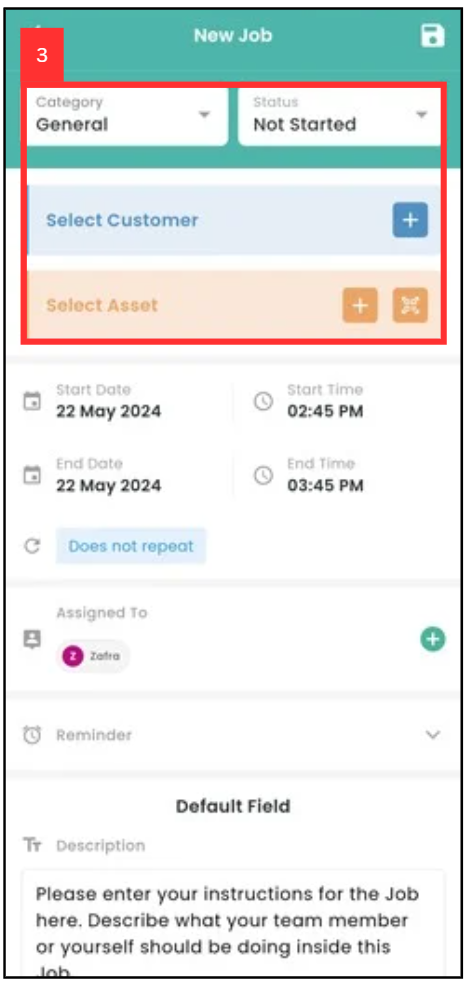 New Job
3
Category
General
Status
Not Started
Select Customer
Select Asset
Start Date
22 May 2024
Start Time
02:45 PM
End Date
22 May 2024
End Time
03:45 PM
Does not repeat
Assigned To
Z Zafra
Reminder
Default Field
Tт Description
Please enter your instructions for the Job
here. Describe what your team member
or yourself should be doing inside this
Job